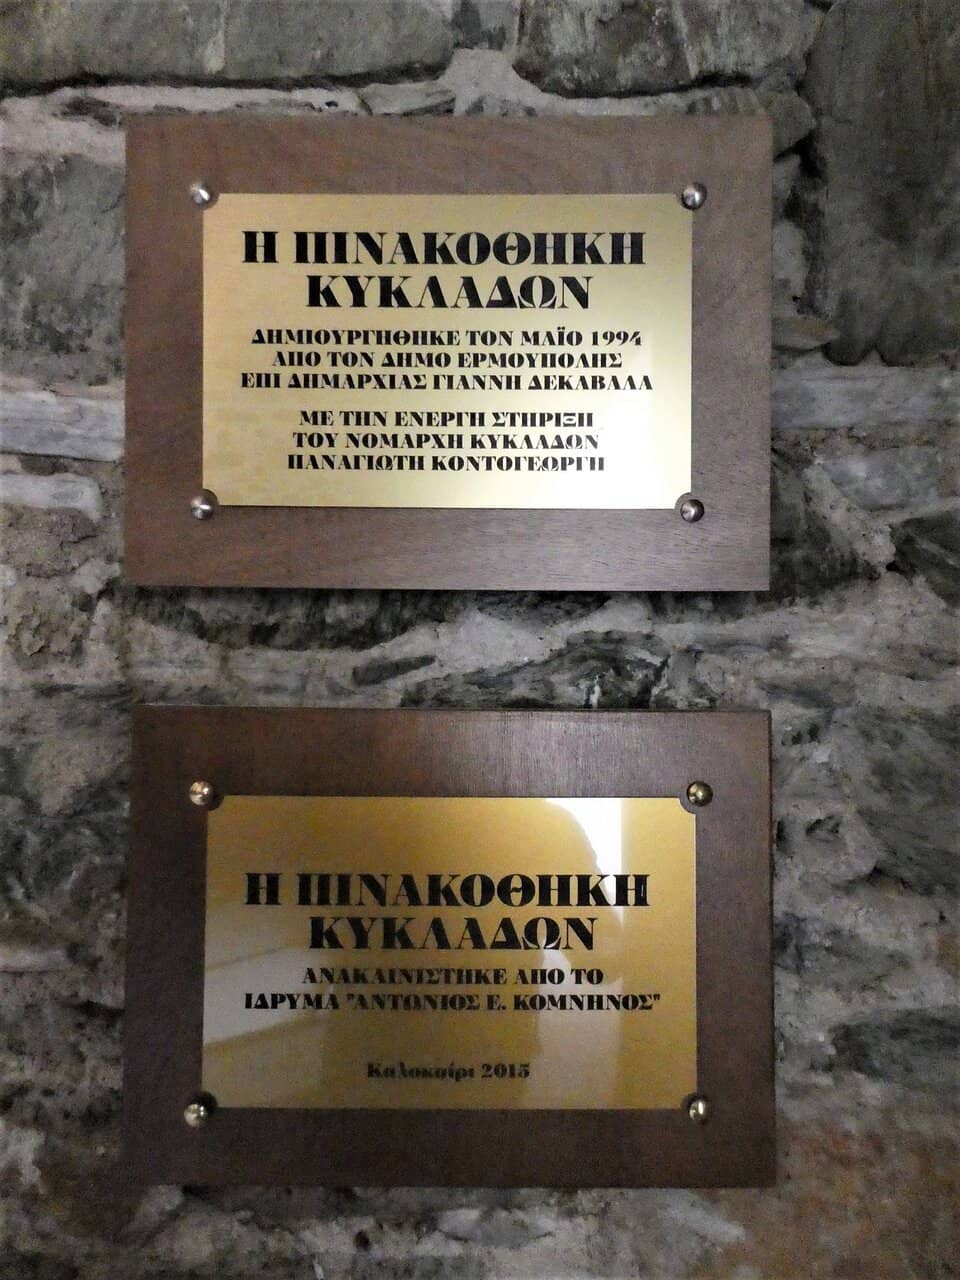 Η ΠΙΝΑΚΟΘΗΚΗ
ΚΥΚΛΑΔΩΝ
ΔΗΜΙΟΥΡΓΗΘΗΚΕ ΤΟΝ ΜΑΪΟ 1994
ΑΠΟ ΤΟΝ ΔΗΜΟ ΕΡΜΟΥΠΟΛΗΣ
ΕΠΙ ΔΗΜΑΡΧΙΑΣ ΓΙΑΝΝΗ ΔΕΚΑΒΑΛΑ
ΜΕ ΤΗΝ ΕΝΕΡΓΗ ΣΤΗΡΙΞΗ
ΤΟΥ ΝΟΜΑΡΧΗ ΚΥΚΛΑΔΩΝ
ΠΑΝΑΓΙΩΤΗ ΚΟΝΤΟΓΕΩΡΓΗ
Η ΠΙΝΑΚΟΘΗΚΗ
ΚΥΚΛΑΔΩΝ
ΑΝΑΚΑΙΝΙΣΤΗΚΕ ΑΠΟ ΤΟ
ΙΔΡΥΜΑ "ΑΝΤΩΝΙΟΣ Ε. ΚΟΜΝΗΝΟΣ"
Καλοκαίρι 2015